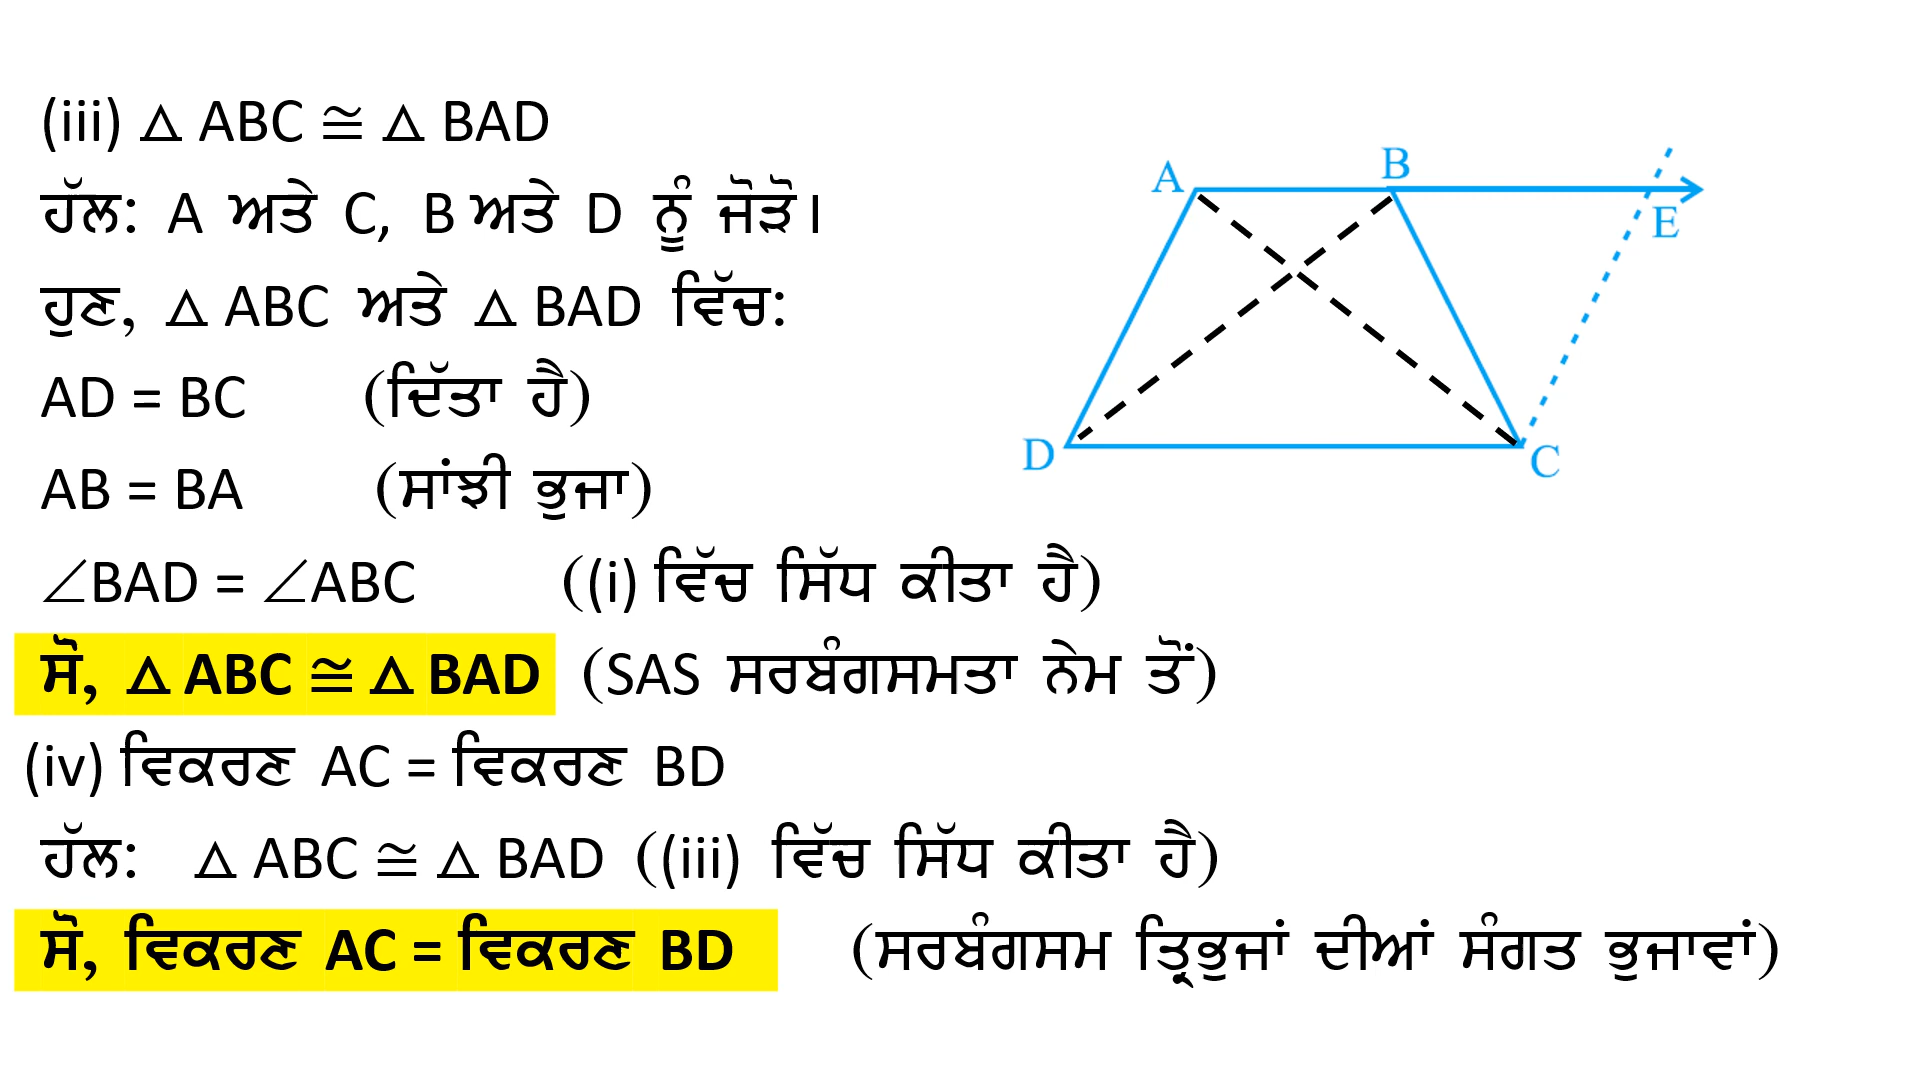 (iii) △ ABC ≅ △ BAD
ਹੱਲ: A ਅਤੇ C, B ਅਤੇ D ਨੂੰ ਜੋੜੋ।
ਹੁਣ, △ ABC ਅਤੇ △ BAD ਵਿੱਚ:
AD = BC (ਦਿੱਤਾ ਹੈ)
AB = BA (ਸਾਂਝੀ ਭੁਜਾ)
∠BAD = ∠ABC ((i) ਵਿੱਚ ਸਿੱਧ ਕੀਤਾ ਹੈ)
ਸੋ, △ ABC ≅ △ BAD (SAS ਸਰਬੰਗਸਮਤਾ ਨੇਮ ਤੋਂ)
(iv) ਵਿਕਰਣ AC = ਵਿਕਰਣ BD
ਹੱਲ: △ ABC ≅ △ BAD ((iii) ਵਿੱਚ ਸਿੱਧ ਕੀਤਾ ਹੈ)
ਸੋ, ਵਿਕਰਣ AC = ਵਿਕਰਣ BD (ਸਰਬੰਗਸਮ ਤ੍ਰਿਭੁਜਾਂ ਦੀਆਂ ਸੰਗਤ ਭੁਜਾਵਾਂ)
A
B
E
D
C